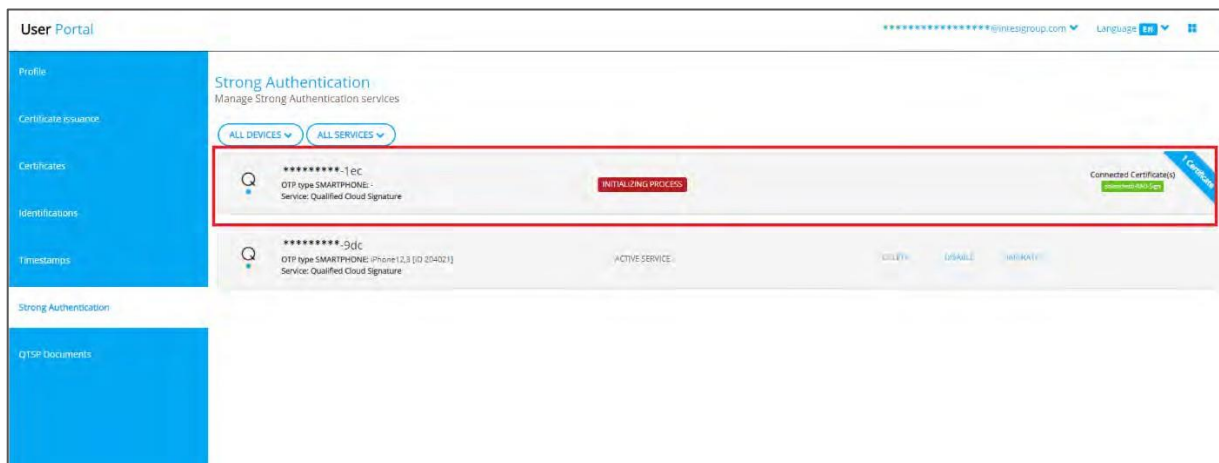 User Portal
*****************@intesigroup.com
Language EN
Profile
Certificate issuance
Certificates
Identifications
Timestamps
Strong Authentication
QTSP Documents
Strong Authentication
Manage Strong Authentication services
ALL DEVICES
ALL SERVICES
*********-1ec
OTP type SMARTPHONE: -
Service: Qualified Cloud Signature
INITIALIZING PROCESS
Connected Certificate(s)
1 Certificate
*********-9dc
OTP type SMARTPHONE: iPhone12,3 [ID 204021]
Service: Qualified Cloud Signature
ACTIVE SERVICE
DELETE
DISABLE